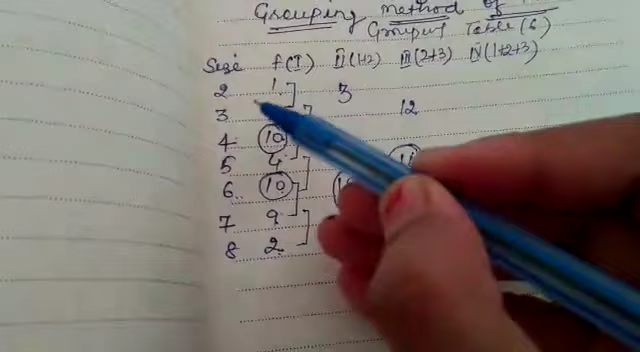 Grouping Method of
Grouping Table (6)
Size f(I) II(1+2) III(2+3) IV(1+2+3)
2 1 3
3 12
4 10
5 4
6 10
7 9
8 2